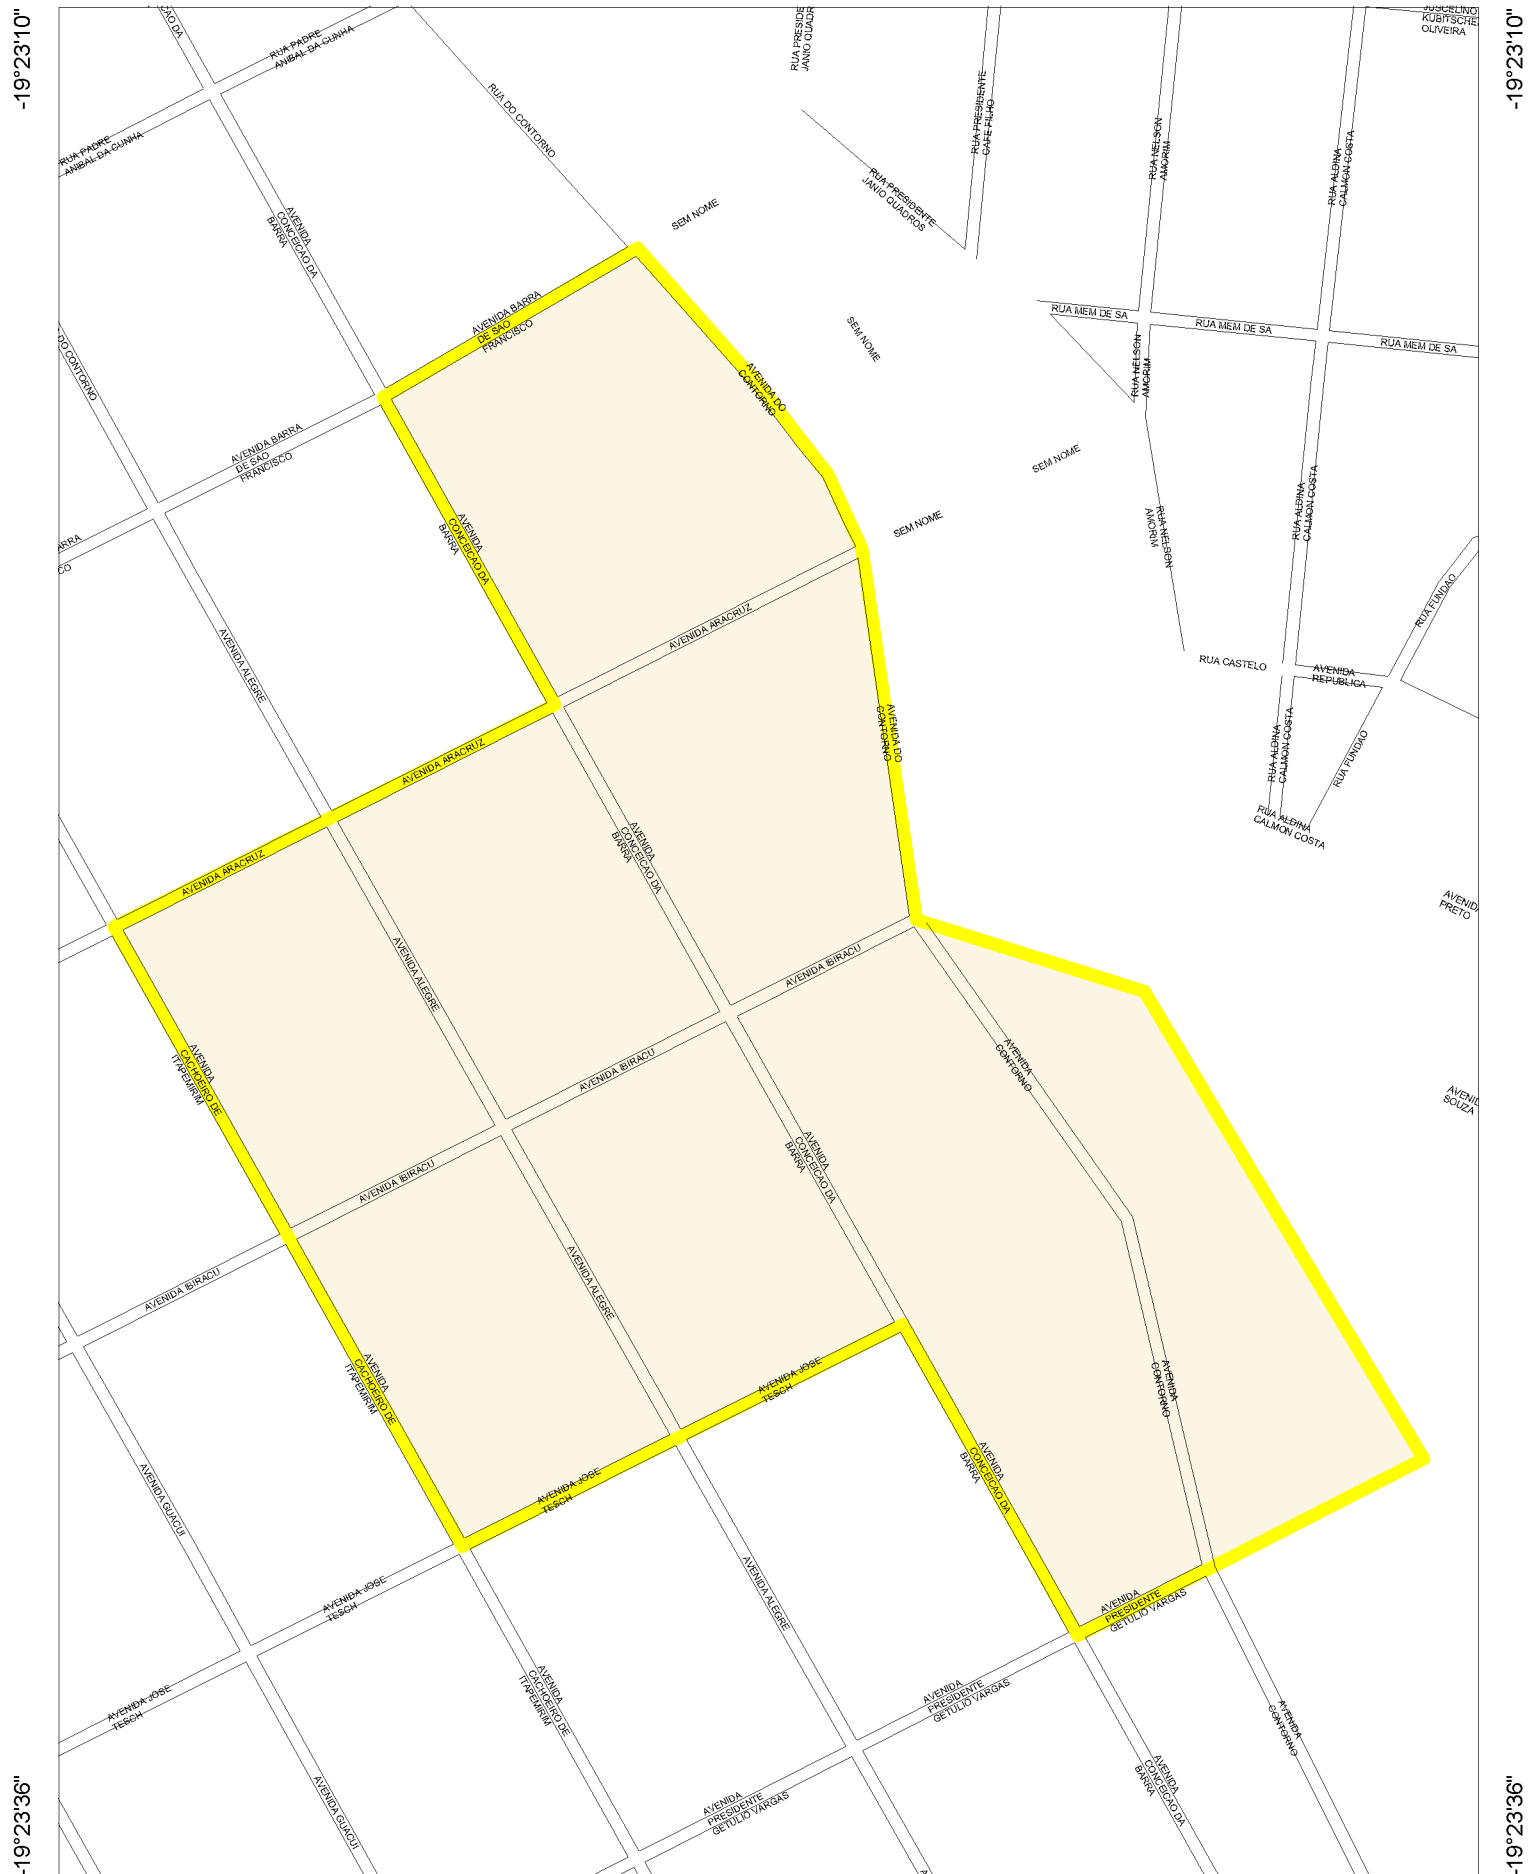 -19°23'10"
-19°23'10"
RUA PADRE
ANIBAL DA CUNHA
RUA PADRE
ANIBAL DA CUNHA
RUA DO CONTORNO
JANIO QUADR
RUA PRESIDENTE
CAFE FILHO
RUA PRESIDENTE
JANIO QUADROS
RUA NELSON
AMORIM
RUA ALDINA
CALMON COSTA
OLIVEIRA
SEM NOME
AVENIDA
CONCEICAO DA
BARRA
AVENIDA BARRA
DE SAO
FRANCISCO
SEM NOME
RUA MEM DE SA
RUA MEM DE SA
RUA MEM DE SA
RUA NELSON
AMORIM
DO CONTORNO
AVENIDA DO
CONTORNO
AVENIDA BARRA
DE SAO
FRANCISCO
SEM NOME
SEM NOME
RUA ALDINA
CALMON COSTA
RUA NELSON
AMORIM
AVENIDA
CONCEICAO DA
BARRA
RUA FUNDAO
AVENIDA ARACRUZ
AVENIDA ALEGRE
RUA CASTELO
AVENIDA
REPUBLICA
AVENIDA DO
CONTORNO
RUA ALDINA
CALMON COSTA
RUA FUNDAO
AVENIDA ARACRUZ
RUA ALDINA
CALMON COSTA
AVENIDA ARACRUZ
AVENIDA
CONCEICAO DA
BARRA
PRETO
AVENIDA ALEGRE
AVENIDA IBIRACU
AVENIDA
CACHOEIRO DE
ITAPEMIRIM
AVENIDA IBIRACU
AVENIDA
CONTORNO
SOUZA
AVENIDA IBIRACU
AVENIDA
CONCEICAO DA
BARRA
AVENIDA IBIRACU
AVENIDA ALEGRE
AVENIDA
CACHOEIRO DE
ITAPEMIRIM
AVENIDA JOSE
TESCH
AVENIDA
CONTORNO
AVENIDA JOSE
TESCH
AVENIDA
CONCEICAO DA
BARRA
AVENIDA GUACUI
AVENIDA JOSE
TESCH
AVENIDA ALEGRE
AVENIDA
PRESIDENTE
GETULIO VARGAS
AVENIDA JOSE
TESCH
AVENIDA
CACHOEIRO DE
ITAPEMIRIM
AVENIDA
PRESIDENTE
GETULIO VARGAS
AVENIDA
CONTORNO
AVENIDA GUACUI
AVENIDA
PRESIDENTE
GETULIO VARGAS
AVENIDA
CONCEICAO DA
BARRA
-19°23'36"
-19°23'36"